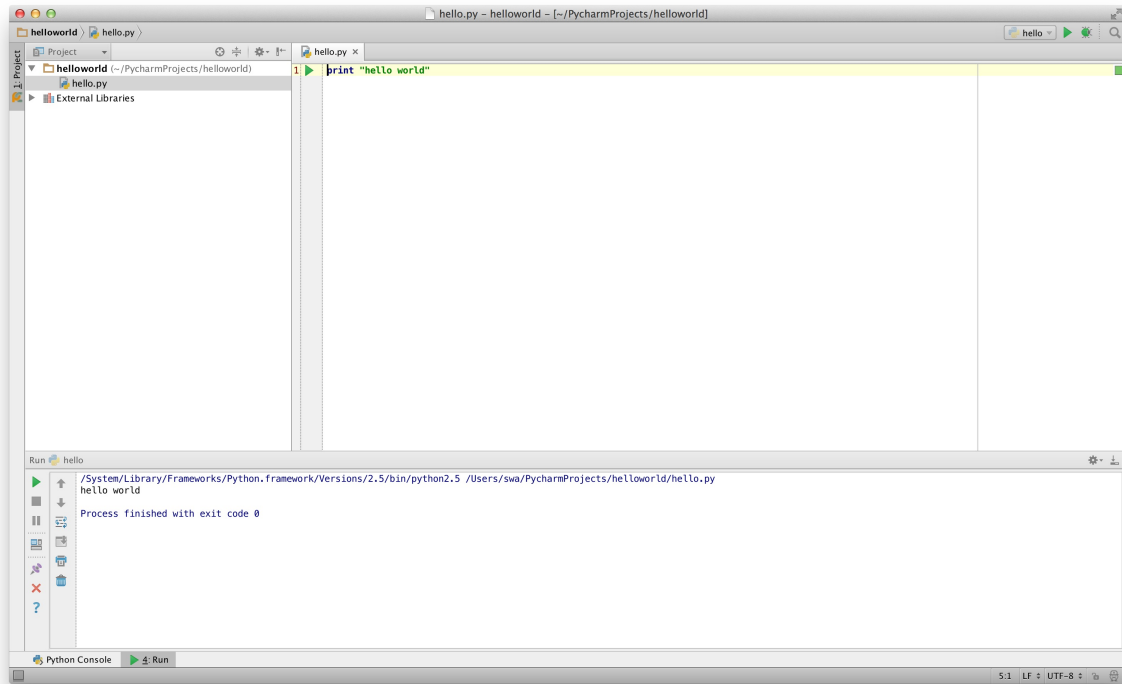 hello.py – helloworld – [~/PycharmProjects/helloworld]
helloworld hello.py
hello
1: Project
Project
hello.py ×
helloworld (~/PycharmProjects/helloworld)
hello.py
External Libraries
1 print "hello world"
Run hello
/System/Library/Frameworks/Python.framework/Versions/2.5/bin/python2.5 /Users/swa/PycharmProjects/helloworld/hello.py
hello world
Process finished with exit code 0
Python Console 4: Run
5:1 LF UTF-8